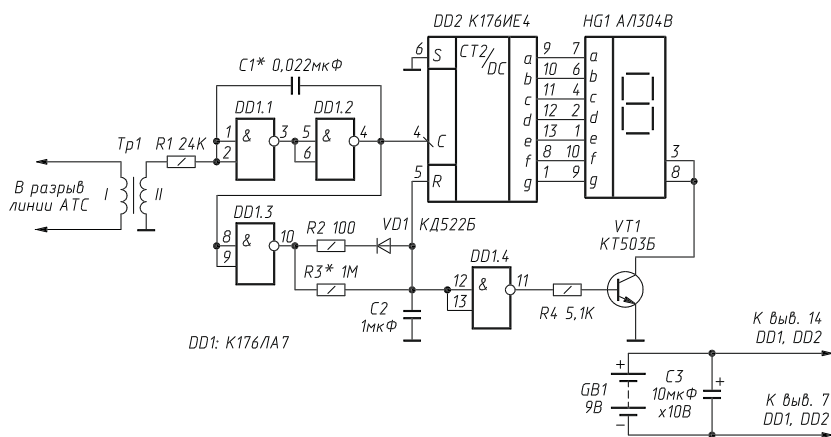 DD2 К176ИЕ4
HG1 АЛ304В
C1* 0,022мкФ
6
S
CT2/
DC
a
9
7
a
b
10
6
b
c
11
4
c
d
12
2
d
e
13
1
e
f
8
10
f
g
1
9
g
DD1.1
DD1.2
Тр1
R1 24К
1
2
&
3
5
6
&
4
4
C
5
R
3
8
В разрыв
линии АТС
I
II
DD1.3
8
9
&
10
R2 100
VD1 КД522Б
R3* 1М
VT1
КТ503Б
DD1.4
12
13
&
11
R4 5,1К
C2
1мкФ
DD1: К176ЛА7
К выв. 14
DD1, DD2
+
GB1
9В
–
C3
10мкФ
х10В
+
К выв. 7
DD1, DD2